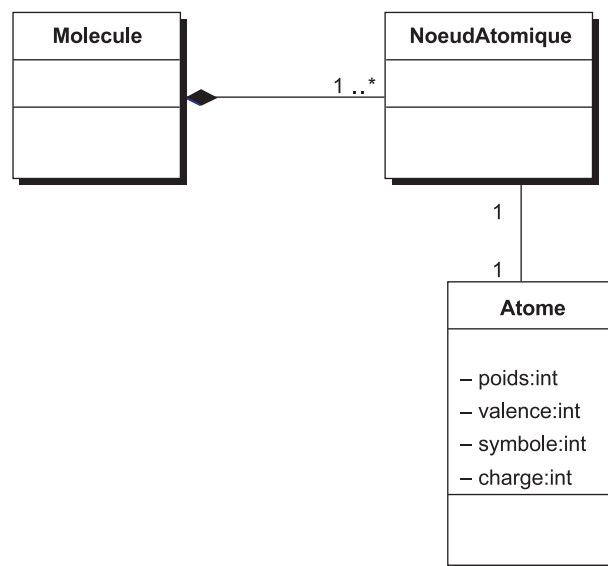 Molecule
NoeudAtomique
1 ..*
1
1
Atome
– poids:int
– valence:int
– symbole:int
– charge:int